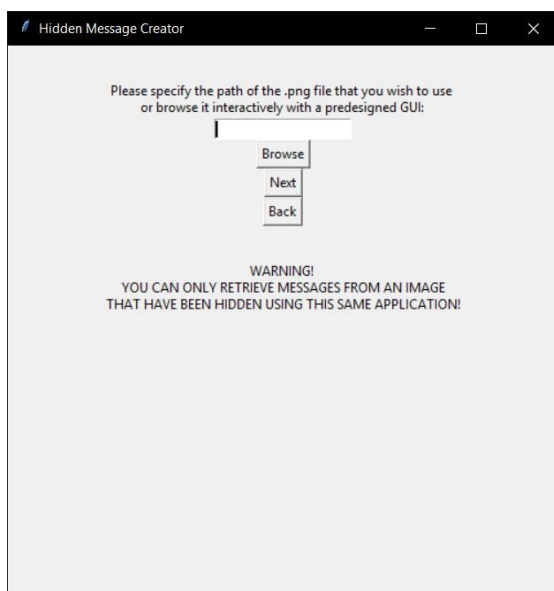 Hidden Message Creator
Please specify the path of the .png file that you wish to use
or browse it interactively with a predesigned GUI:
Browse
Next
Back
WARNING!
YOU CAN ONLY RETRIEVE MESSAGES FROM AN IMAGE
THAT HAVE BEEN HIDDEN USING THIS SAME APPLICATION!